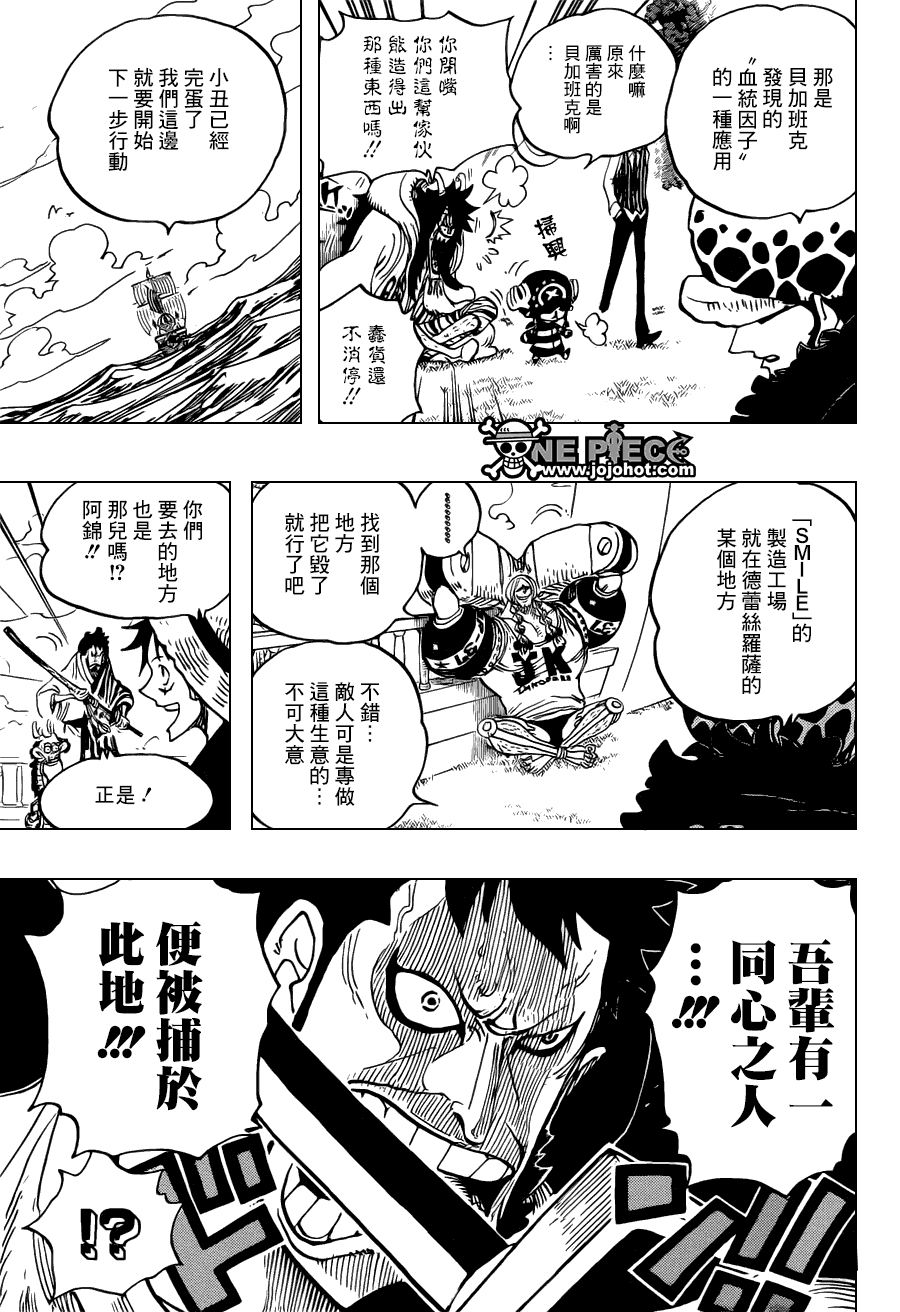 那是
貝加班克
發現的
〝血統因子〞
的一種應用
什麼嘛
原來
厲害的是
貝加班克啊
…
你閉嘴
你們這幫傢伙
能造得出
那種東西嗎!!
掃興
蠢貨還
不消停!!
小丑已經
完蛋了
我們這邊
就要開始
下一步行動
ONE PIECE
www.jojohot.com
「SMILE」的
製造工場
就在德蕾絲羅薩的
某個地方
………
找到那個
地方
把它毀了
就行了吧
不錯…
敵人可是專做
這種生意的…
不可大意
你們
要去的地方
也是
那兒嗎!?
阿錦!!
正是!
吾輩有一
同心之人
…!!!
便被捕於
此地!!!
!?